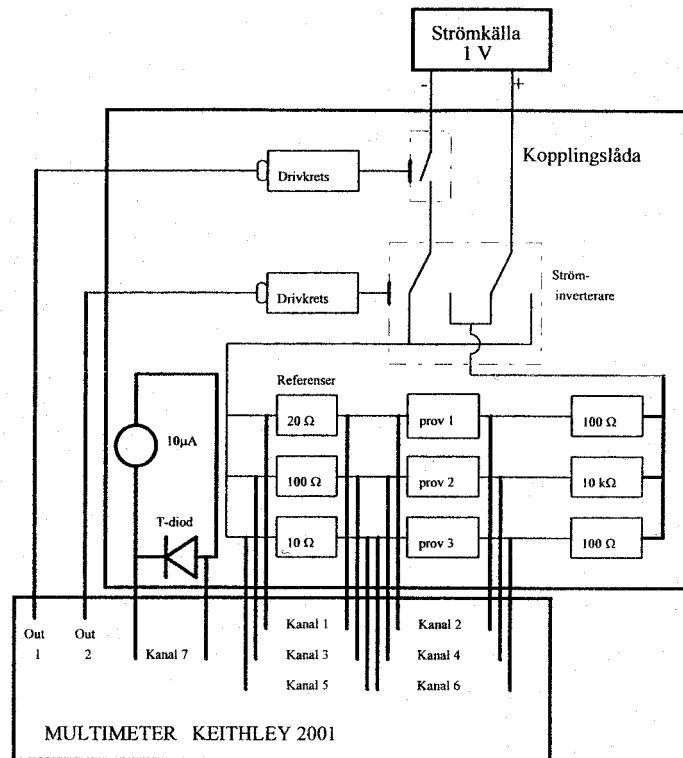 Strömkälla
1 V
- +
Kopplingslåda
Drivkrets
Drivkrets
Ström-
inverterare
Referenser
10µA
20 Ω prov 1 100 Ω
100 Ω prov 2 10 kΩ
T-diod
10 Ω prov 3 100 Ω
Out
1
Out
2
Kanal 7
Kanal 1 Kanal 2
Kanal 3 Kanal 4
Kanal 5 Kanal 6
MULTIMETER KEITHLEY 2001